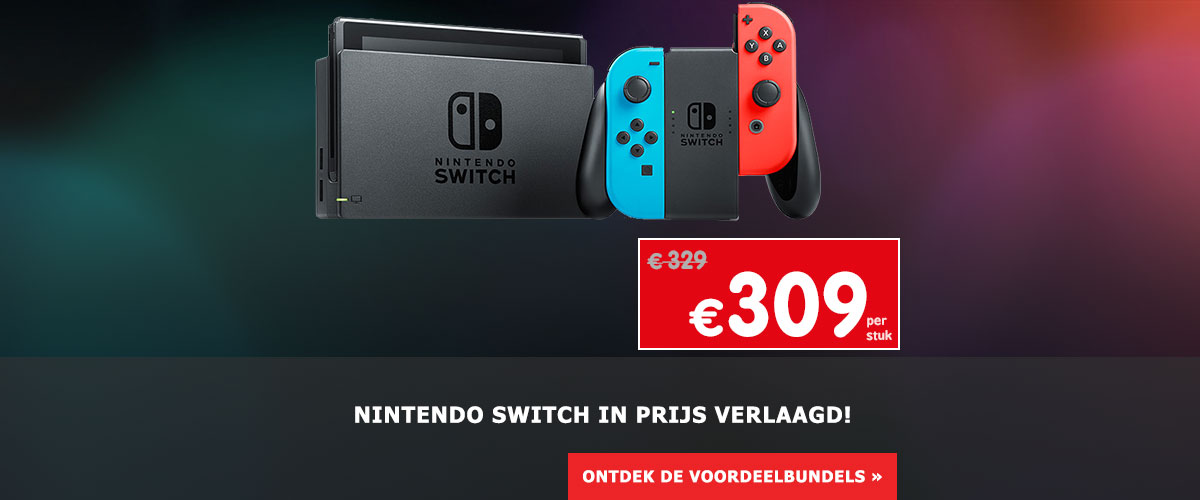 NINTENDO
SWITCH
NINTENDO
SWITCH
X
Y
A
B
€ 329
€309
per
stuk
NINTENDO SWITCH IN PRIJS VERLAAGD!
ONTDEK DE VOORDEELBUNDELS »